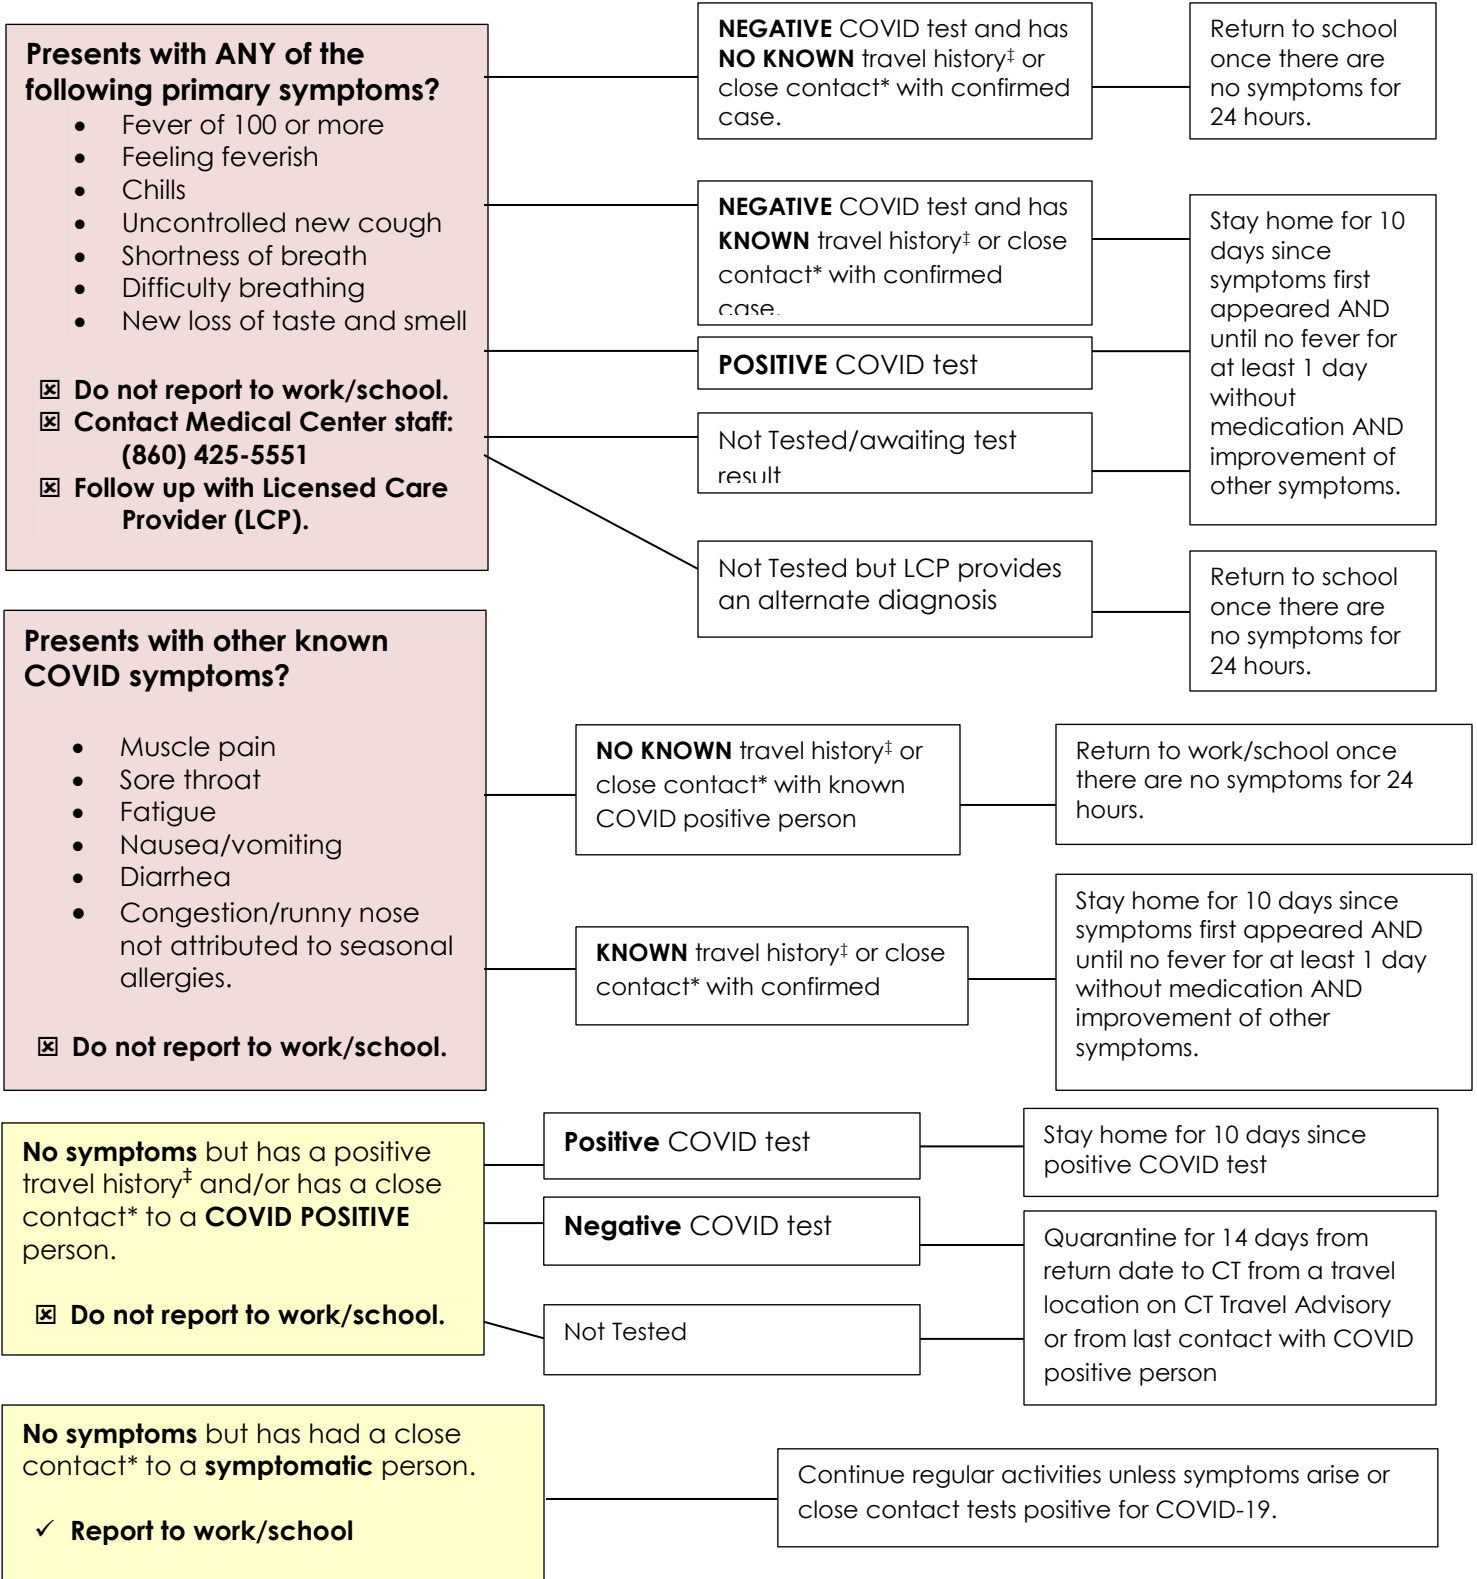 Presents with ANY of the
following primary symptoms?
• Fever of 100 or more
• Feeling feverish
• Chills
• Uncontrolled new cough
• Shortness of breath
• Difficulty breathing
• New loss of taste and smell
☒ Do not report to work/school.
☒ Contact Medical Center staff:
(860) 425-5551
☒ Follow up with Licensed Care
Provider (LCP).
NEGATIVE COVID test and has
NO KNOWN travel history‡ or
close contact* with confirmed
case.
Return to school
once there are
no symptoms for
24 hours.
NEGATIVE COVID test and has
KNOWN travel history‡ or close
contact* with confirmed
case.
POSITIVE COVID test
Not Tested/awaiting test
result
Stay home for 10
days since
symptoms first
appeared AND
until no fever for
at least 1 day
without
medication AND
improvement of
other symptoms.
Not Tested but LCP provides
an alternate diagnosis
Return to school
once there are
no symptoms for
24 hours.
Presents with other known
COVID symptoms?
• Muscle pain
• Sore throat
• Fatigue
• Nausea/vomiting
• Diarrhea
• Congestion/runny nose
not attributed to seasonal
allergies.
☒ Do not report to work/school.
NO KNOWN travel history‡ or
close contact* with known
COVID positive person
Return to work/school once
there are no symptoms for 24
hours.
KNOWN travel history‡ or close
contact* with confirmed
Stay home for 10 days since
symptoms first appeared AND
until no fever for at least 1 day
without medication AND
improvement of other
symptoms.
No symptoms but has a positive
travel history‡ and/or has a close
contact* to a COVID POSITIVE
person.
☒ Do not report to work/school.
Positive COVID test
Stay home for 10 days since
positive COVID test
Negative COVID test
Not Tested
Quarantine for 14 days from
return date to CT from a travel
location on CT Travel Advisory
or from last contact with COVID
positive person
No symptoms but has had a close
contact* to a symptomatic person.
✓ Report to work/school
Continue regular activities unless symptoms arise or
close contact tests positive for COVID-19.